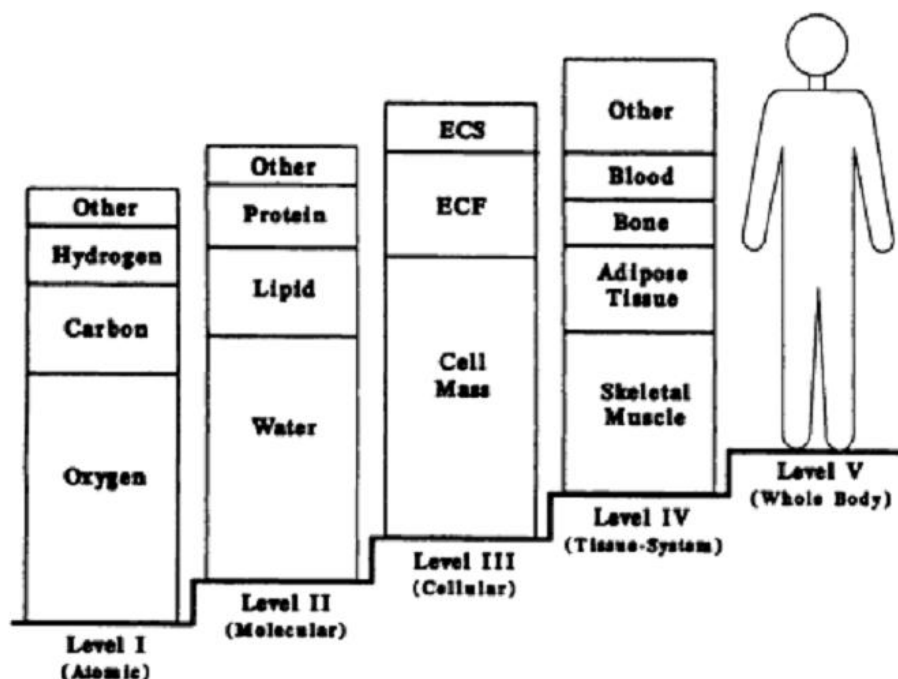 Other
Hydrogen
Carbon
Oxygen
Level I
(Atomic)
Other
Protein
Lipid
Water
Level II
(Molecular)
ECS
ECF
Cell
Mass
Level III
(Cellular)
Other
Blood
Bone
Adipose
Tissue
Skeletal
Muscle
Level IV
(Tissue-System)
Level V
(Whole Body)